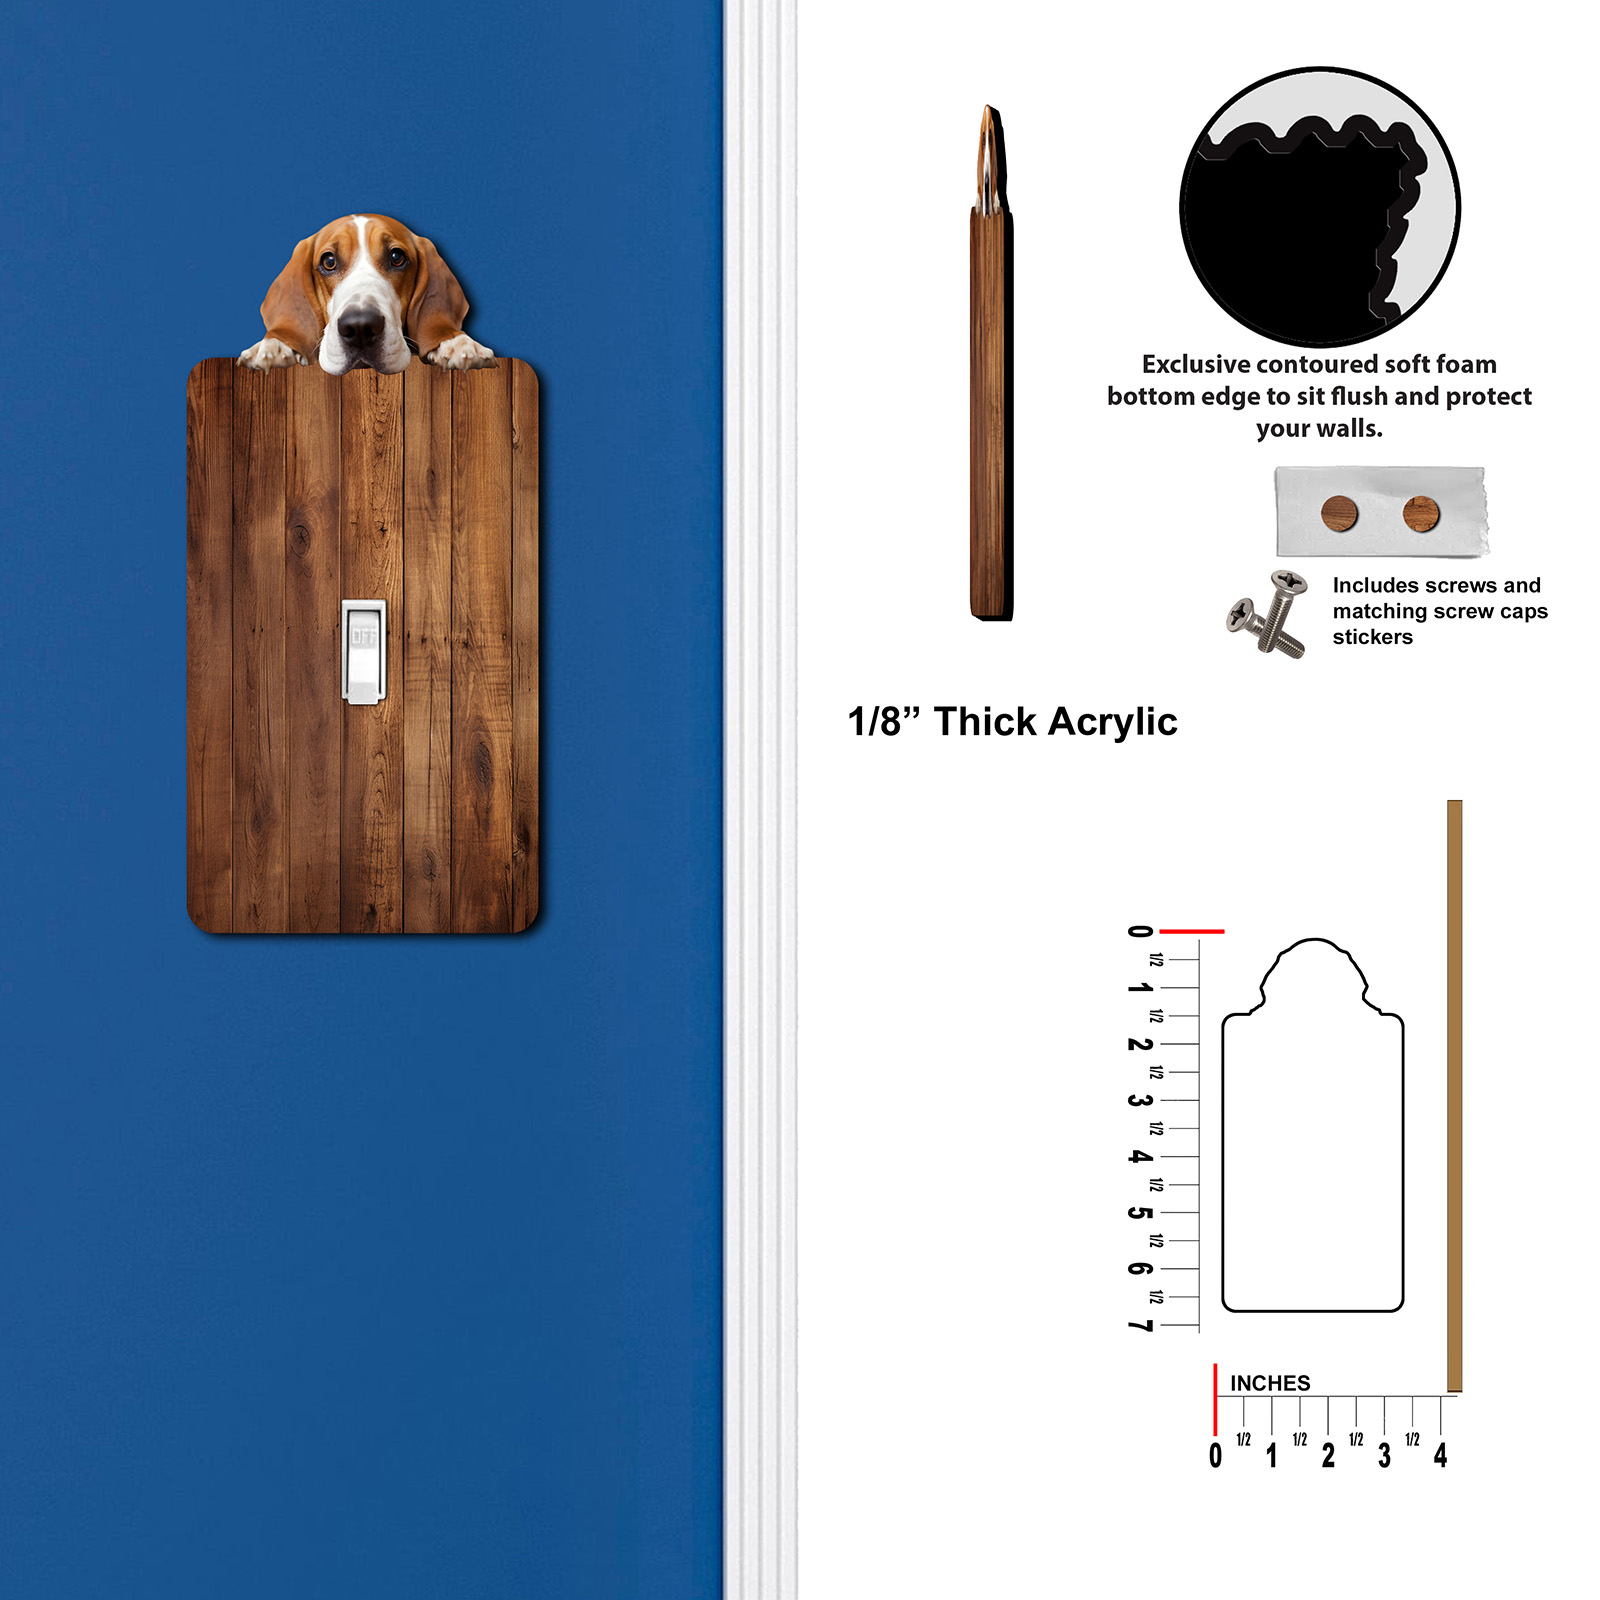 OFF
Exclusive contoured soft foam
bottom edge to sit flush and protect
your walls.
Includes screws and
matching screw caps
stickers
1/8” Thick Acrylic
0
1/2
1
1/2
2
1/2
3
1/2
4
1/2
5
1/2
6
1/2
7
INCHES
0 1/2 1 1/2 2 1/2 3 1/2 4